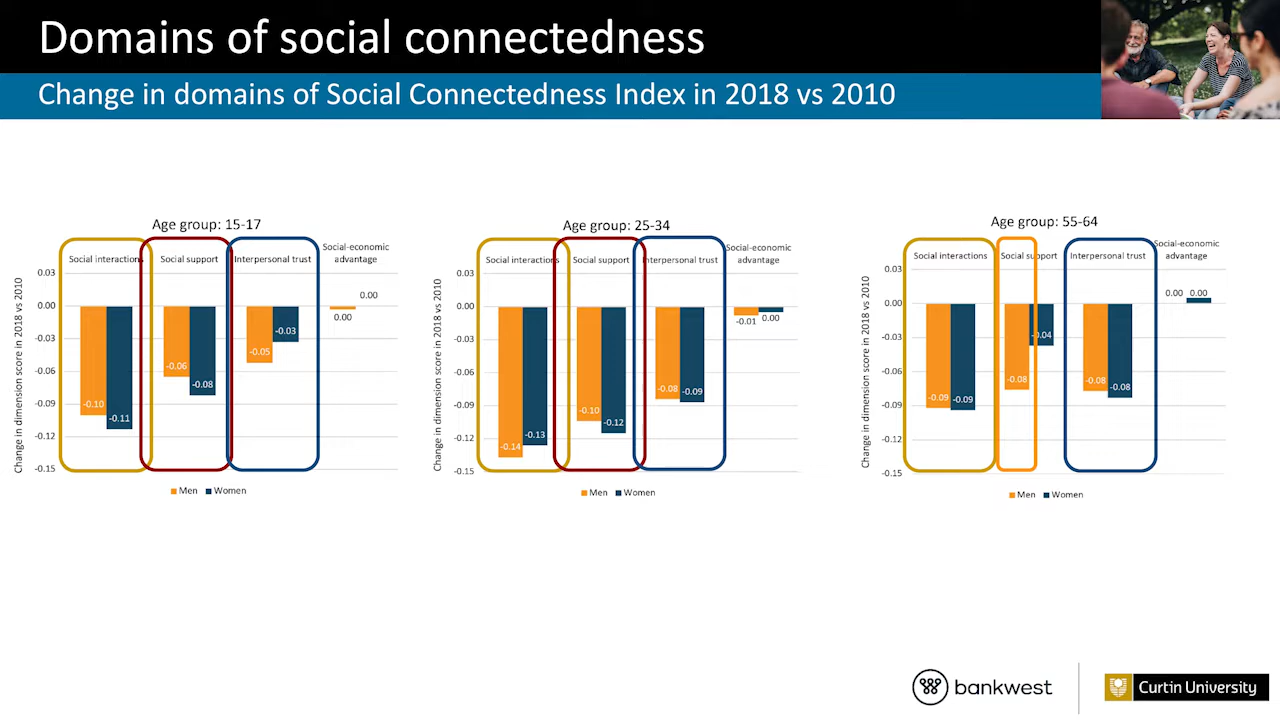 Domains of social connectedness
Change in domains of Social Connectedness Index in 2018 vs 2010
Age group: 15-17
Social interactions
Social support
Interpersonal trust
Social-economic
advantage
Change in dimension score in 2018 vs 2010
0.03
0.00
-0.03
-0.06
-0.09
-0.12
-0.15
-0.10
-0.11
-0.06
-0.08
-0.05
-0.03
0.00
0.00
Men
Women
Age group: 25-34
Social interactions
Social support
Interpersonal trust
Social-economic
advantage
Change in dimension score in 2018 vs 2010
0.03
0.00
-0.03
-0.06
-0.09
-0.12
-0.15
-0.14
-0.13
-0.10
-0.12
-0.08
-0.09
-0.01
0.00
Men
Women
Age group: 55-64
Social interactions
Social support
Interpersonal trust
Social-economic
advantage
Change in dimension score in 2018 vs 2010
0.03
0.00
-0.03
-0.06
-0.09
-0.12
-0.15
-0.09
-0.09
-0.08
-0.04
-0.08
-0.08
0.00
0.00
Men
Women
bankwest
Curtin University